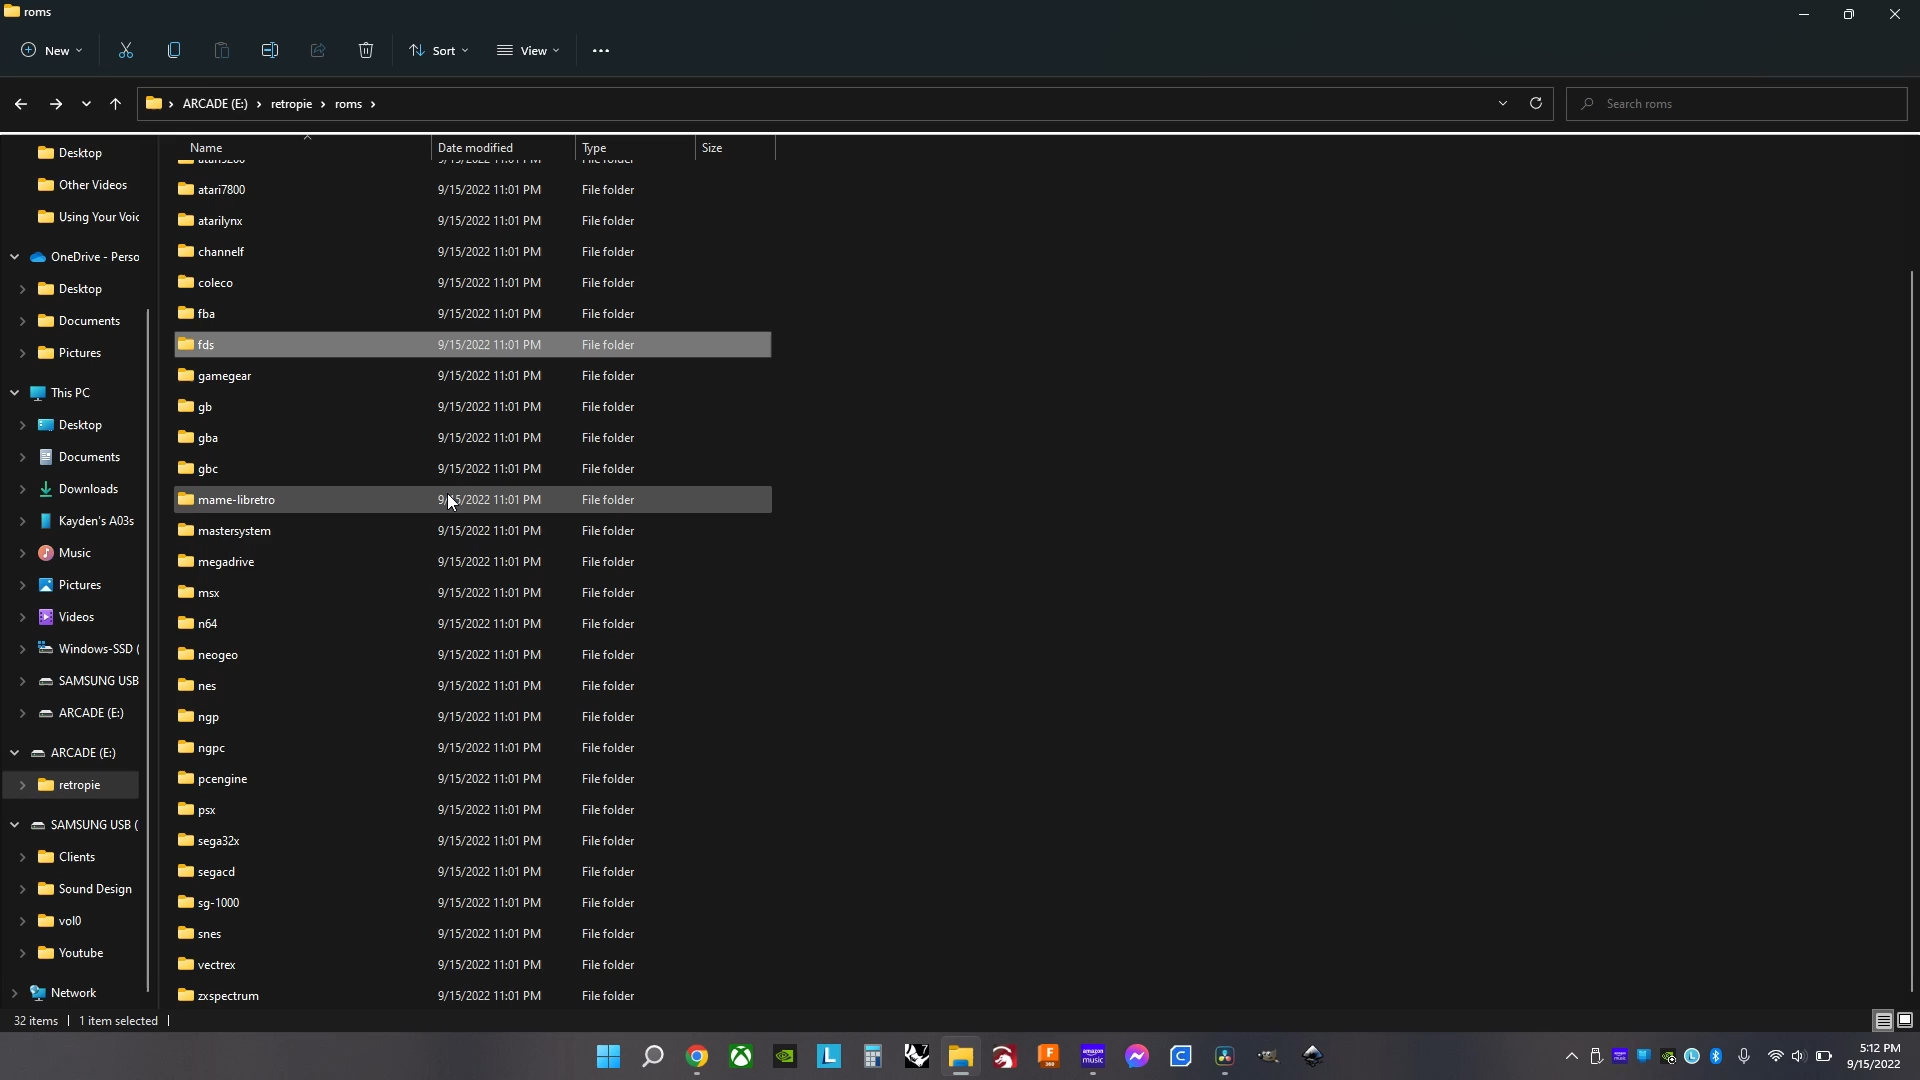 roms
New
Sort
View
ARCADE (E:) > retropie > roms >
Search roms
Name Date modified Type Size
Desktop
Other Videos
Using Your Voic
OneDrive - Perso
Desktop
Documents
Pictures
This PC
Desktop
Documents
Downloads
Kayden's A03s
Music
Pictures
Videos
Windows-SSD (
SAMSUNG USB
ARCADE (E:)
ARCADE (E:)
retropie
SAMSUNG USB (
Clients
Sound Design
vol0
Youtube
Network
atari7800 9/15/2022 11:01 PM File folder
atarilynx 9/15/2022 11:01 PM File folder
channelf 9/15/2022 11:01 PM File folder
coleco 9/15/2022 11:01 PM File folder
fba 9/15/2022 11:01 PM File folder
fds 9/15/2022 11:01 PM File folder
gamegear 9/15/2022 11:01 PM File folder
gb 9/15/2022 11:01 PM File folder
gba 9/15/2022 11:01 PM File folder
gbc 9/15/2022 11:01 PM File folder
mame-libretro 9/15/2022 11:01 PM File folder
mastersystem 9/15/2022 11:01 PM File folder
megadrive 9/15/2022 11:01 PM File folder
msx 9/15/2022 11:01 PM File folder
n64 9/15/2022 11:01 PM File folder
neogeo 9/15/2022 11:01 PM File folder
nes 9/15/2022 11:01 PM File folder
ngp 9/15/2022 11:01 PM File folder
ngpc 9/15/2022 11:01 PM File folder
pcengine 9/15/2022 11:01 PM File folder
psx 9/15/2022 11:01 PM File folder
sega32x 9/15/2022 11:01 PM File folder
segacd 9/15/2022 11:01 PM File folder
sg-1000 9/15/2022 11:01 PM File folder
snes 9/15/2022 11:01 PM File folder
vectrex 9/15/2022 11:01 PM File folder
zxspectrum 9/15/2022 11:01 PM File folder
32 items | 1 item selected |
5:12 PM
9/15/2022